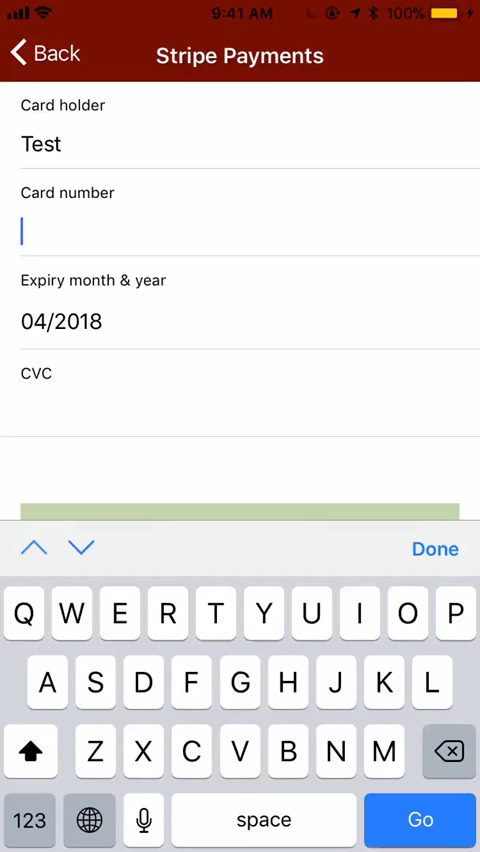 9:41 AM 100%
Back Stripe Payments
Card holder
Test
Card number
Expiry month & year
04/2018
CVC
Done
Q W E R T Y U I O P
A S D F G H J K L
Z X C V B N M
123 space Go